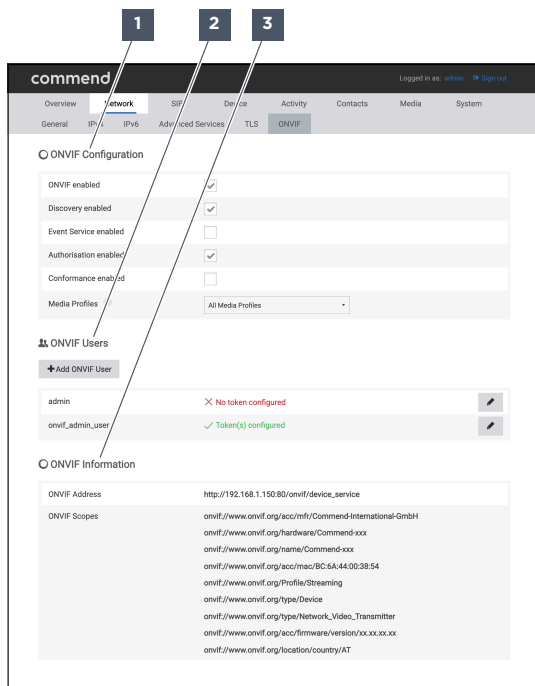 1 2 3
commend Logged in as: admin Sign out
Overview Network SIP Device Activity Contacts Media System
General IPv4 IPv6 Advanced Services TLS ONVIF
ONVIF Configuration
ONVIF enabled
Discovery enabled
Event Service enabled
Authorisation enabled
Conformance enabled
Media Profiles All Media Profiles
ONVIF Users
Add ONVIF User
admin No token configured
onvif_admin_user Token(s) configured
ONVIF Information
ONVIF Address http://192.168.1.150:80/onvif/device_service
ONVIF Scopes onvif://www.onvif.org/acc/mfr/Commend-International-GmbH
onvif://www.onvif.org/hardware/Commend-xxx
onvif://www.onvif.org/name/Commend-xxx
onvif://www.onvif.org/acc/mac/BC:6A:44:00:38:54
onvif://www.onvif.org/Profile/Streaming
onvif://www.onvif.org/type/Device
onvif://www.onvif.org/type/Network_Video_Transmitter
onvif://www.onvif.org/acc/firmware/version/xx.xx.xx.xx
onvif://www.onvif.org/location/country/AT